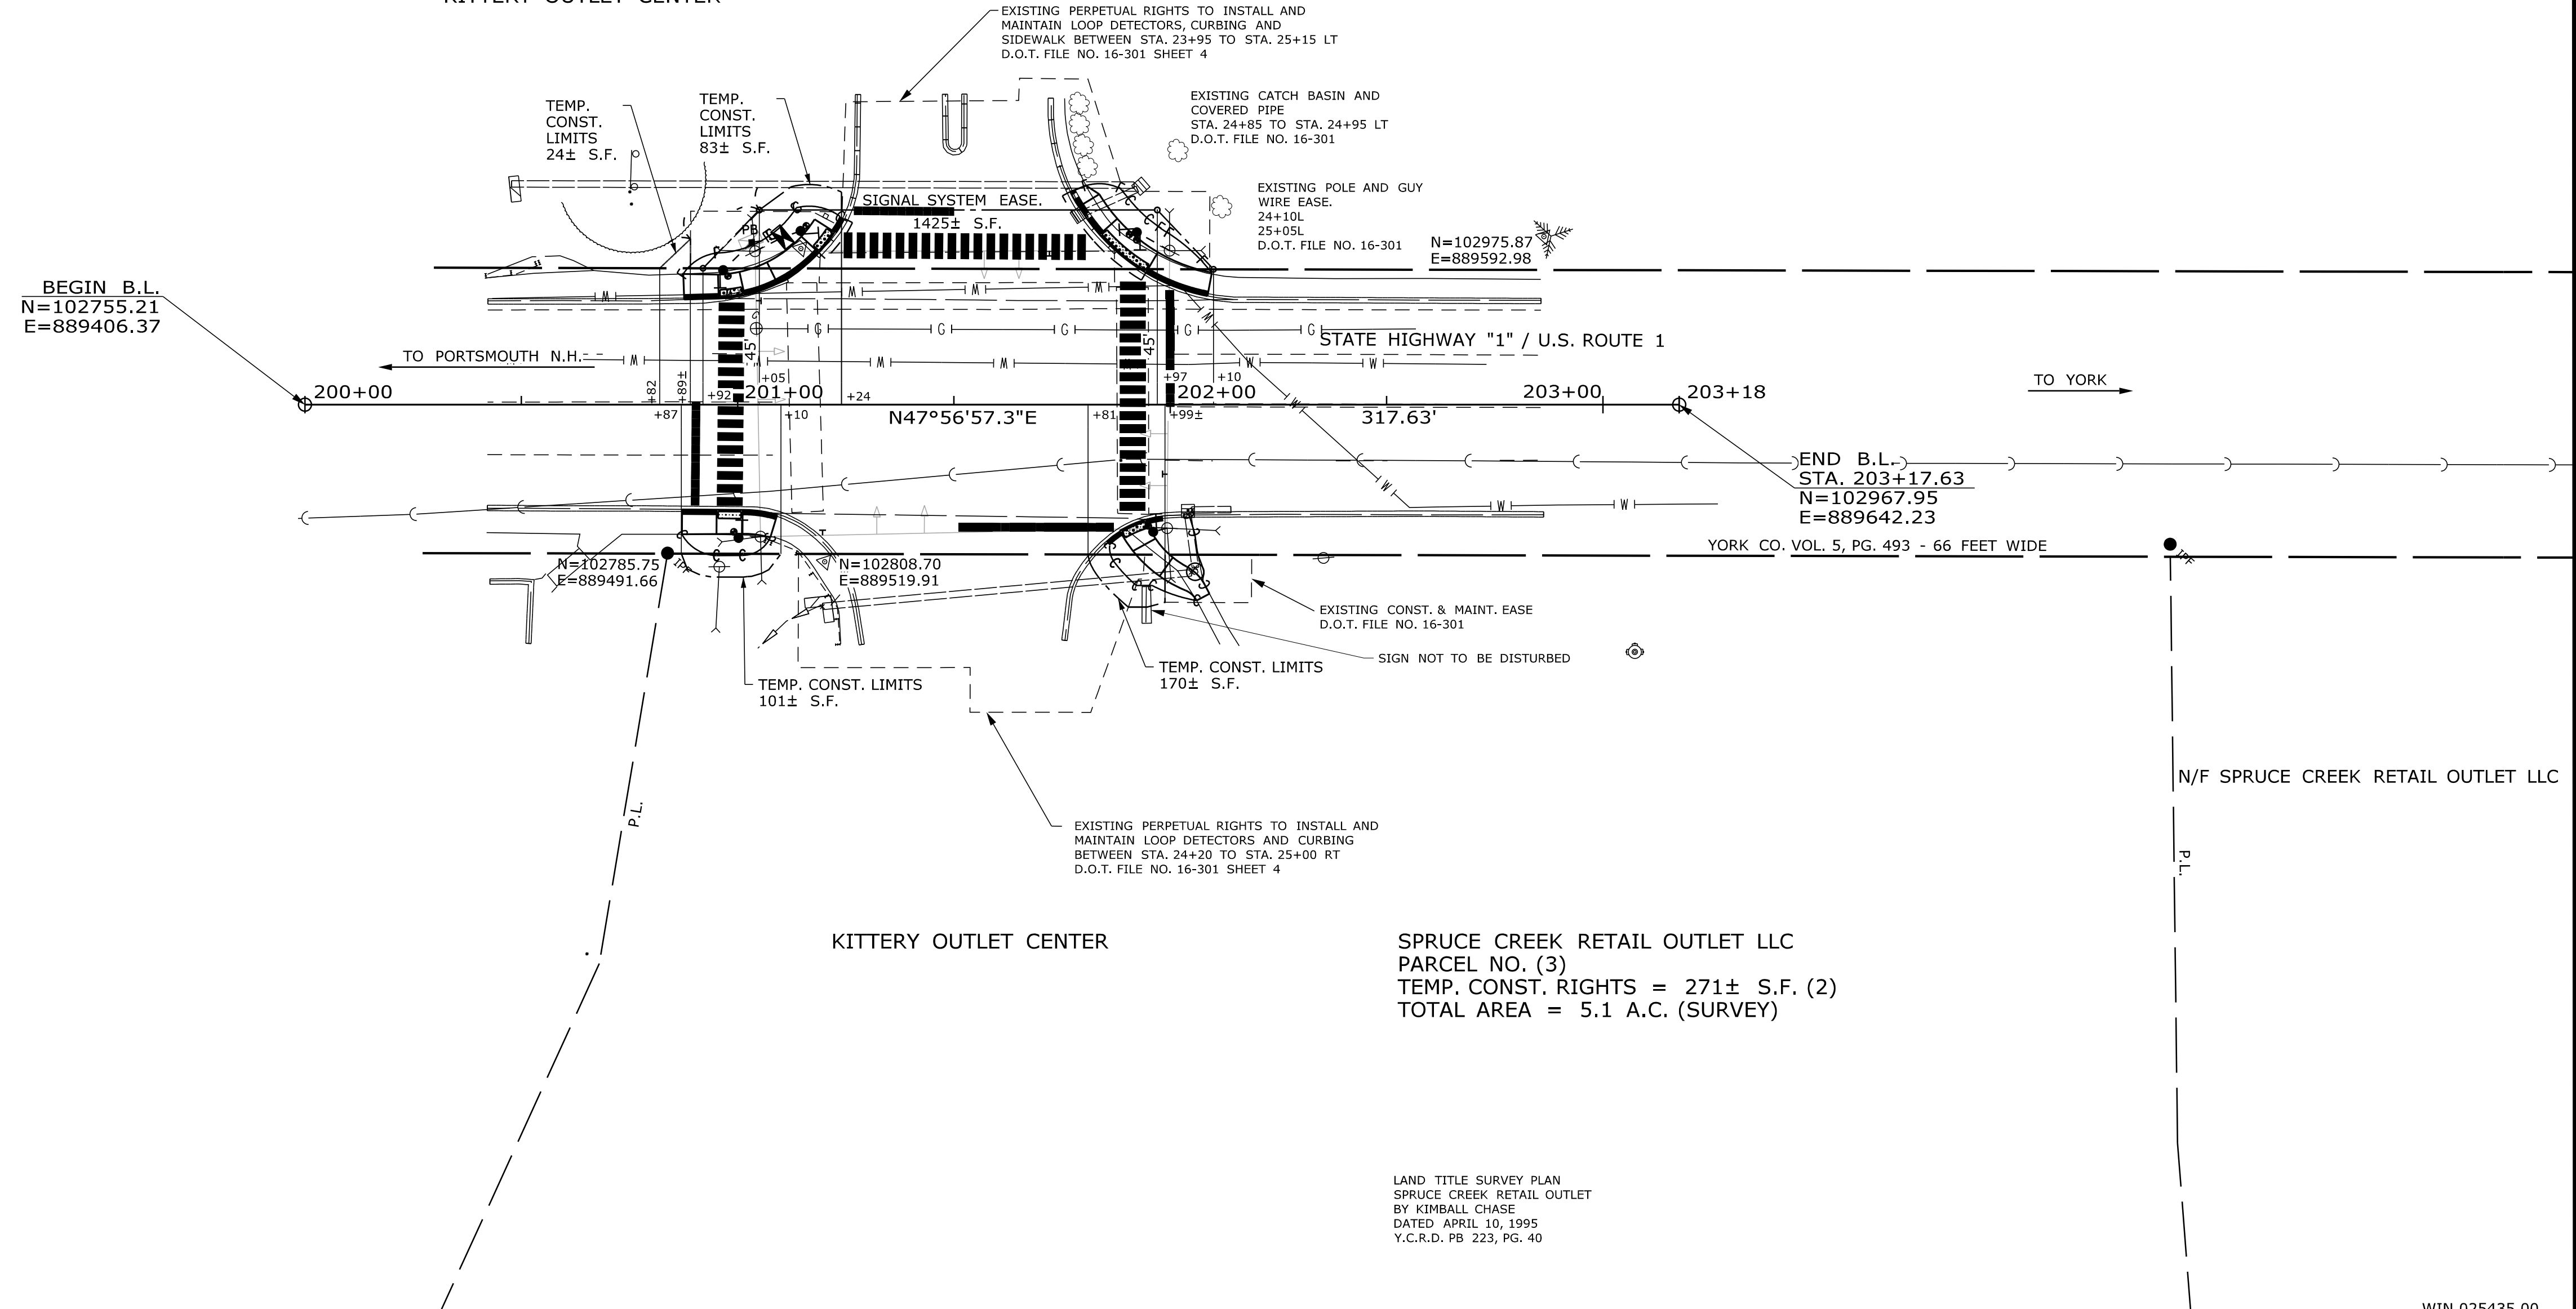 KITTERY OUTLET CENTER
EXISTING PERPETUAL RIGHTS TO INSTALL AND
MAINTAIN LOOP DETECTORS, CURBING AND
SIDEWALK BETWEEN STA. 23+95 TO STA. 25+15 LT
D.O.T. FILE NO. 16-301 SHEET 4
TEMP.
CONST.
LIMITS
24± S.F.
TEMP.
CONST.
LIMITS
83± S.F.
EXISTING CATCH BASIN AND
COVERED PIPE
STA. 24+85 TO STA. 24+95 LT
D.O.T. FILE NO. 16-301
EXISTING POLE AND GUY
WIRE EASE.
24+10L
25+05L
D.O.T. FILE NO. 16-301
SIGNAL SYSTEM EASE.
1425± S.F.
PB
N=102975.87
E=889592.98
BEGIN B.L.
N=102755.21
E=889406.37
STATE HIGHWAY "1" / U.S. ROUTE 1
TO PORTSMOUTH N.H.
45'
45'
G G G G G
W W W W W W W W W W W W W W
TO YORK
200+00
+82
+89±
+92
201+00
+05
+24
+97
+10
202+00
203+00
203+18
+87
+10
N47°56'57.3"E
+81
+99±
317.63'
END B.L.
STA. 203+17.63
N=102967.95
E=889642.23
YORK CO. VOL. 5, PG. 493 - 66 FEET WIDE
IPF
IPF
N=102785.75
E=889491.66
N=102808.70
E=889519.91
EXISTING CONST. & MAINT. EASE
D.O.T. FILE NO. 16-301
SIGN NOT TO BE DISTURBED
TEMP. CONST. LIMITS
170± S.F.
TEMP. CONST. LIMITS
101± S.F.
P.L.
P.L.
N/F SPRUCE CREEK RETAIL OUTLET LLC
EXISTING PERPETUAL RIGHTS TO INSTALL AND
MAINTAIN LOOP DETECTORS AND CURBING
BETWEEN STA. 24+20 TO STA. 25+00 RT
D.O.T. FILE NO. 16-301 SHEET 4
KITTERY OUTLET CENTER
SPRUCE CREEK RETAIL OUTLET LLC
PARCEL NO. (3)
TEMP. CONST. RIGHTS = 271± S.F. (2)
TOTAL AREA = 5.1 A.C. (SURVEY)
LAND TITLE SURVEY PLAN
SPRUCE CREEK RETAIL OUTLET
BY KIMBALL CHASE
DATED APRIL 10, 1995
Y.C.R.D. PB 223, PG. 40
WIN 025435.00